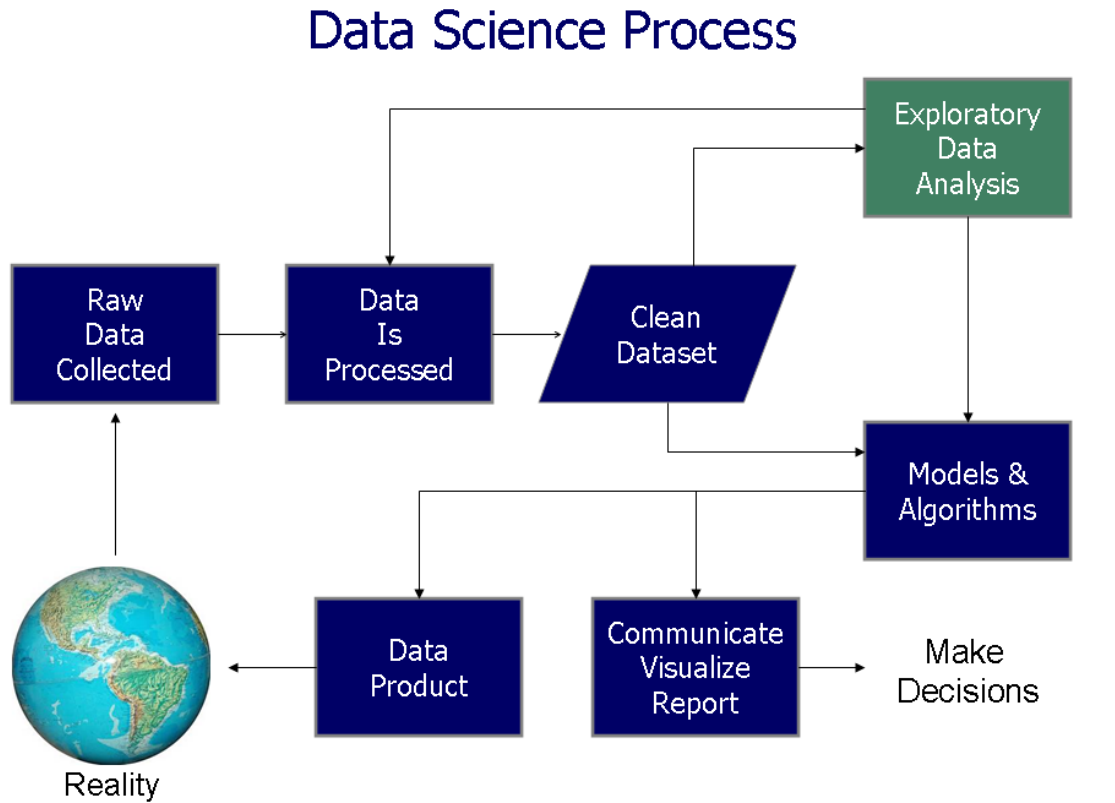 Data Science Process
Exploratory
Data
Analysis
Raw
Data
Collected
Data
Is
Processed
Clean
Dataset
Models &
Algorithms
Data
Product
Communicate
Visualize
Report
Make
Decisions
Reality